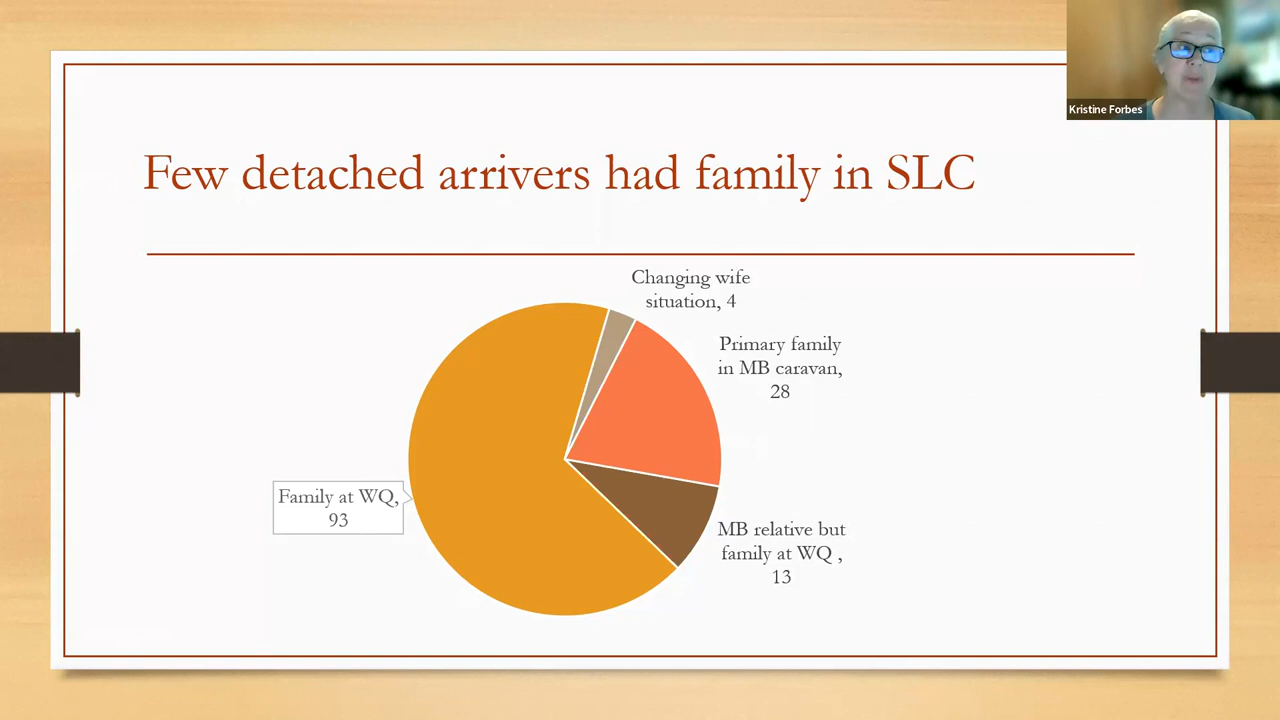 Kristine Forbes
Few detached arrivers had family in SLC
Changing wife
situation, 4
Primary family
in MB caravan,
28
Family at WQ,
93
MB relative but
family at WQ ,
13